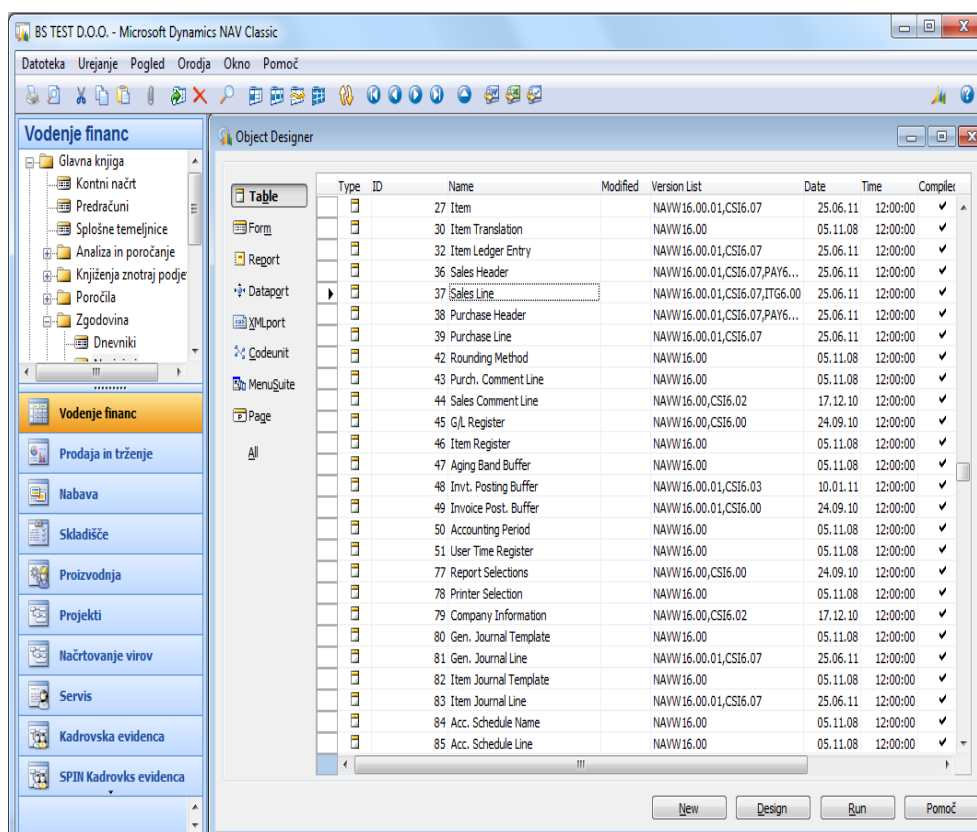 BS TEST D.O.O. - Microsoft Dynamics NAV Classic
Datoteka Urejanje Pogled Orodja Okno Pomoč
Vodenje financ
Glavna knjiga
Kontni načrt
Predračuni
Splošne temeljnice
Analiza in poročanje
Knjiženja znotraj podje
Poročila
Zgodovina
Dnevniki
Vodenje financ
Prodaja in trženje
Nabava
Skladišče
Proizvodnja
Projekti
Načrtovanje virov
Servis
Kadrovska evidenca
SPIN Kadrovks evidenca
Object Designer
Table
Form
Report
Dataport
XMLport
Codeunit
MenuSuite
Page
All
Type ID Name Modified Version List Date Time Compiled
27 Item NAVW16.00.01,CSI6.07 25.06.11 12:00:00
30 Item Translation NAVW16.00 05.11.08 12:00:00
32 Item Ledger Entry NAVW16.00.01,CSI6.07 25.06.11 12:00:00
36 Sales Header NAVW16.00.01,CSI6.07,PAY6... 25.06.11 12:00:00
37 Sales Line NAVW16.00.01,CSI6.07,ITG6.00 25.06.11 12:00:00
38 Purchase Header NAVW16.00.01,CSI6.07,PAY6... 25.06.11 12:00:00
39 Purchase Line NAVW16.00.01,CSI6.07 25.06.11 12:00:00
42 Rounding Method NAVW16.00 05.11.08 12:00:00
43 Purch. Comment Line NAVW16.00 05.11.08 12:00:00
44 Sales Comment Line NAVW16.00,CSI6.02 17.12.10 12:00:00
45 G/L Register NAVW16.00,CSI6.00 24.09.10 12:00:00
46 Item Register NAVW16.00 05.11.08 12:00:00
47 Aging Band Buffer NAVW16.00 05.11.08 12:00:00
48 Invt. Posting Buffer NAVW16.00.01,CSI6.03 10.01.11 12:00:00
49 Invoice Post. Buffer NAVW16.00.01,CSI6.00 24.09.10 12:00:00
50 Accounting Period NAVW16.00 05.11.08 12:00:00
51 User Time Register NAVW16.00 05.11.08 12:00:00
77 Report Selections NAVW16.00,CSI6.00 24.09.10 12:00:00
78 Printer Selection NAVW16.00 05.11.08 12:00:00
79 Company Information NAVW16.00,CSI6.02 17.12.10 12:00:00
80 Gen. Journal Template NAVW16.00 05.11.08 12:00:00
81 Gen. Journal Line NAVW16.00.01,CSI6.07 25.06.11 12:00:00
82 Item Journal Template NAVW16.00 05.11.08 12:00:00
83 Item Journal Line NAVW16.00.01,CSI6.07 25.06.11 12:00:00
84 Acc. Schedule Name NAVW16.00 05.11.08 12:00:00
85 Acc. Schedule Line NAVW16.00 05.11.08 12:00:00
New Design Run Pomoč